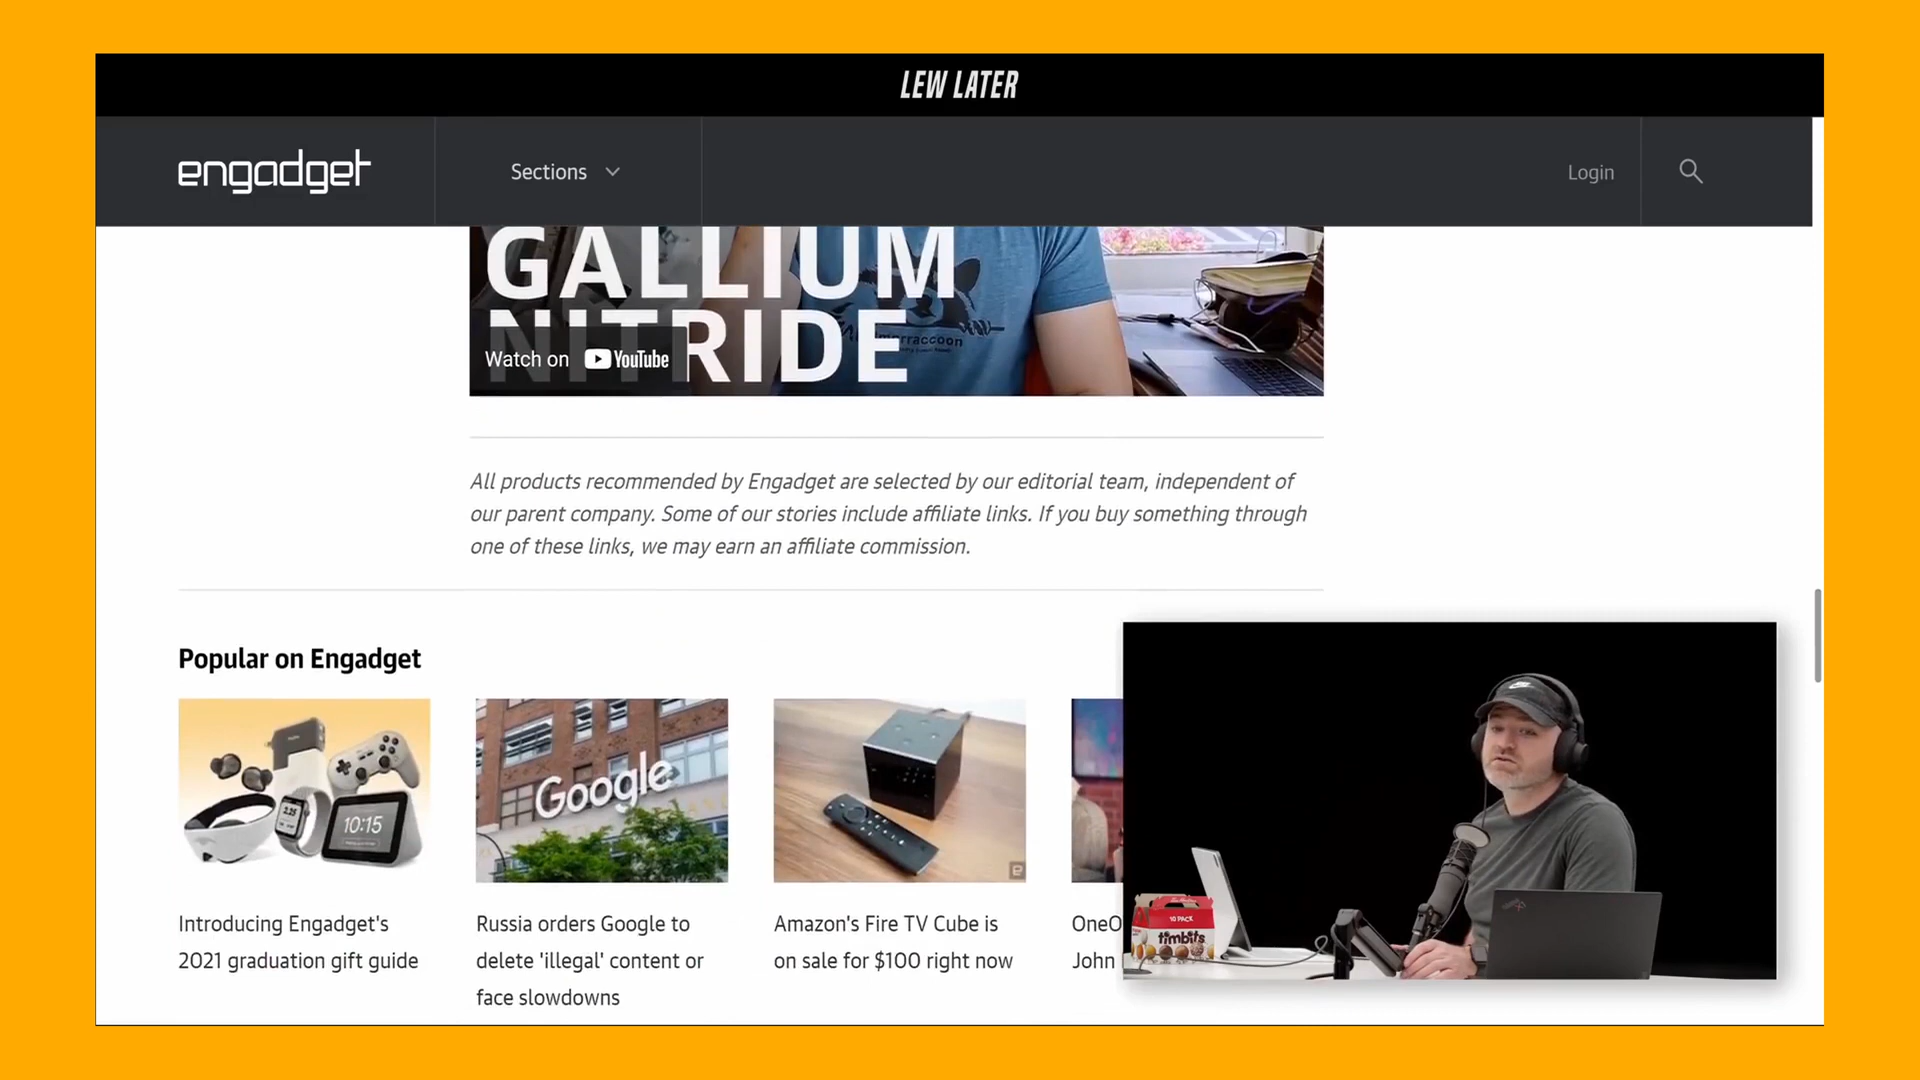 LEW LATER
engadget
Sections
Login
GALLIUM
NITRIDE
Watch on YouTube
All products recommended by Engadget are selected by our editorial team, independent of
our parent company. Some of our stories include affiliate links. If you buy something through
one of these links, we may earn an affiliate commission.
Popular on Engadget
10:15
Google
Introducing Engadget's
2021 graduation gift guide
Russia orders Google to
delete 'illegal' content or
face slowdowns
Amazon's Fire TV Cube is
on sale for $100 right now
OneO
John
10 PACK
timbits